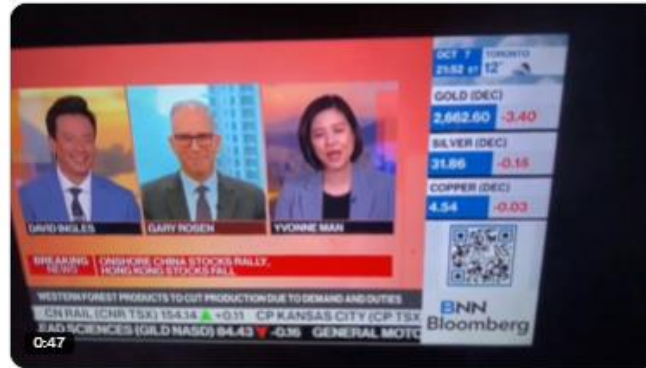 OCT 7
TORONTO
21:52 ET
12°
GOLD (DEC)
2,662.60 -3.40
SILVER (DEC)
31.86 -0.15
COPPER (DEC)
4.54 -0.03
DAVID INGLES
GARY ROSEN
YVONNE MAN
BREAKING NEWS
ONSHORE CHINA STOCKS RALLY,
HONG KONG STOCKS FALL
WESTERN FOREST PRODUCTS TO CUT PRODUCTION DUE TO DEMAND AND DUTIES
CN RAIL (CNR TSX) 154.14 ▲ +0.11 CP KANSAS CITY (CP TSX
EAD SCIENCES (GILD NASD) 84.43 ▼ -0.16 GENERAL MOTO
BNN
Bloomberg
0:47